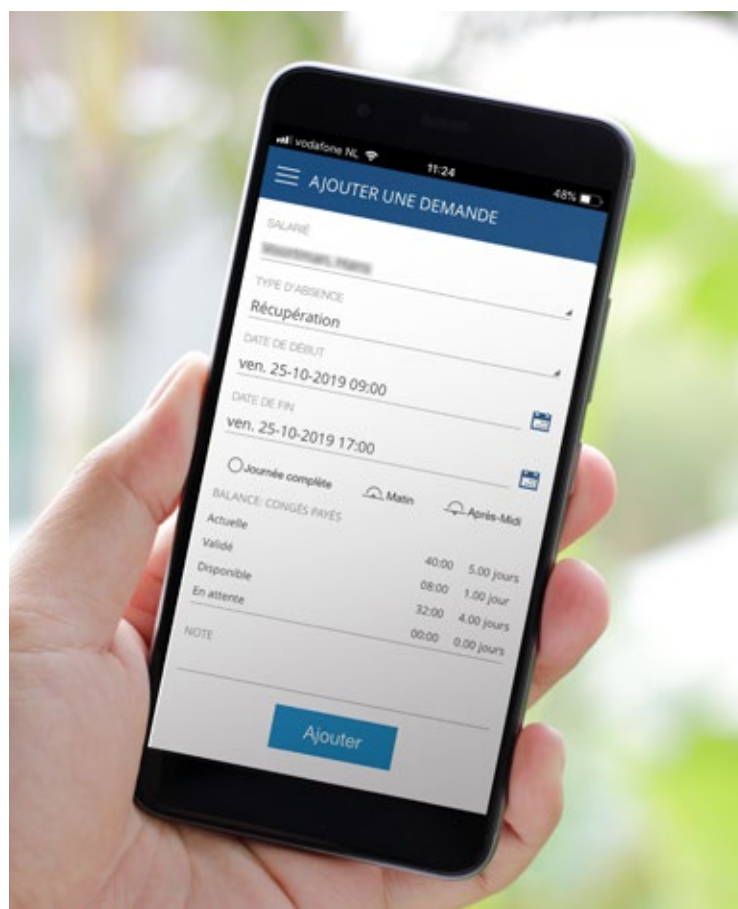 vodafone NL 11:24 48%
AJOUTER UNE DEMANDE
SALARIÉ
TYPE D'ABSENCE
Récupération
DATE DE DÉBUT
ven. 25-10-2019 09:00
DATE DE FIN
ven. 25-10-2019 17:00
Journée complète Matin Après-Midi
BALANCE: CONGÉS PAYÉS
Actuelle 40:00 5.00 jours
Validé 08:00 1.00 jour
Disponible 32:00 4.00 jours
En attente 00:00 0.00 jours
NOTE
Ajouter